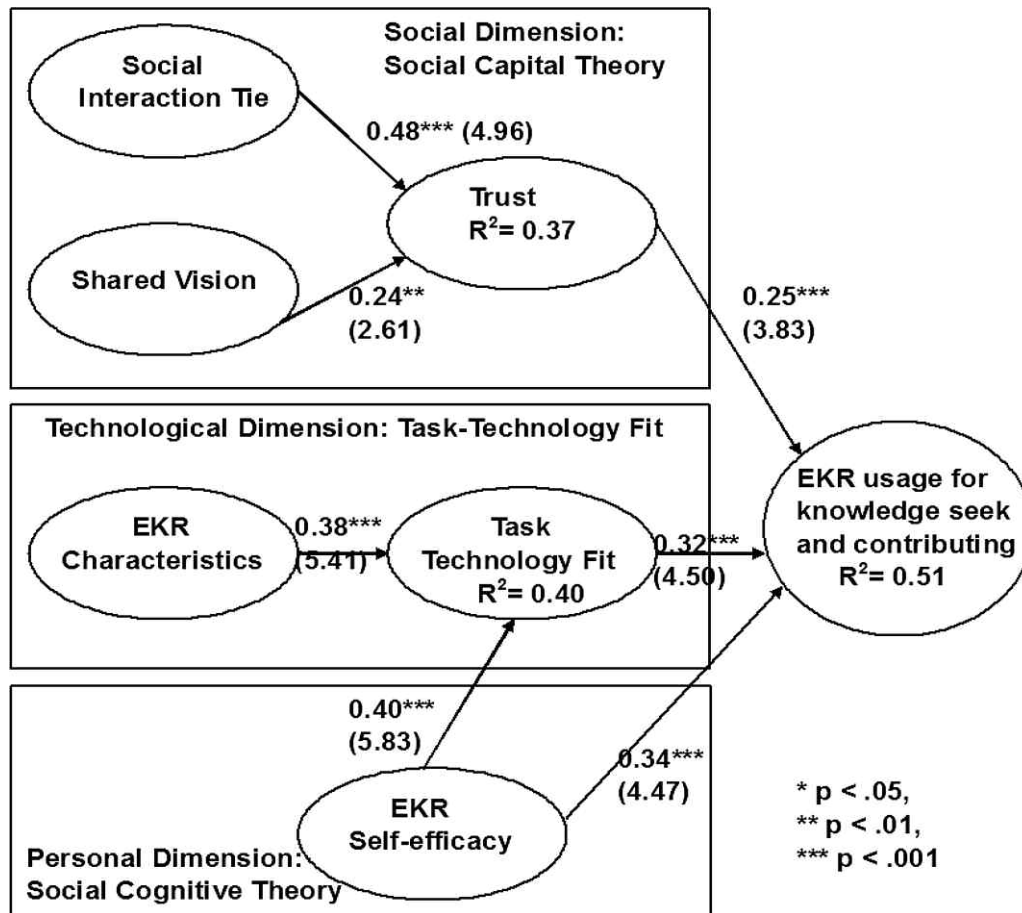 Social Dimension:
Social Capital Theory
Social
Interaction Tie
0.48*** (4.96)
Trust
R²= 0.37
Shared Vision
0.24**
(2.61)
0.25***
(3.83)
Technological Dimension: Task-Technology Fit
EKR
Characteristics
0.38***
(5.41)
Task
Technology Fit
R²= 0.40
0.32***
(4.50)
EKR usage for
knowledge seek
and contributing
R²= 0.51
0.40***
(5.83)
0.34***
(4.47)
EKR
Self-efficacy
Personal Dimension:
Social Cognitive Theory
* p < .05,
** p < .01,
*** p < .001